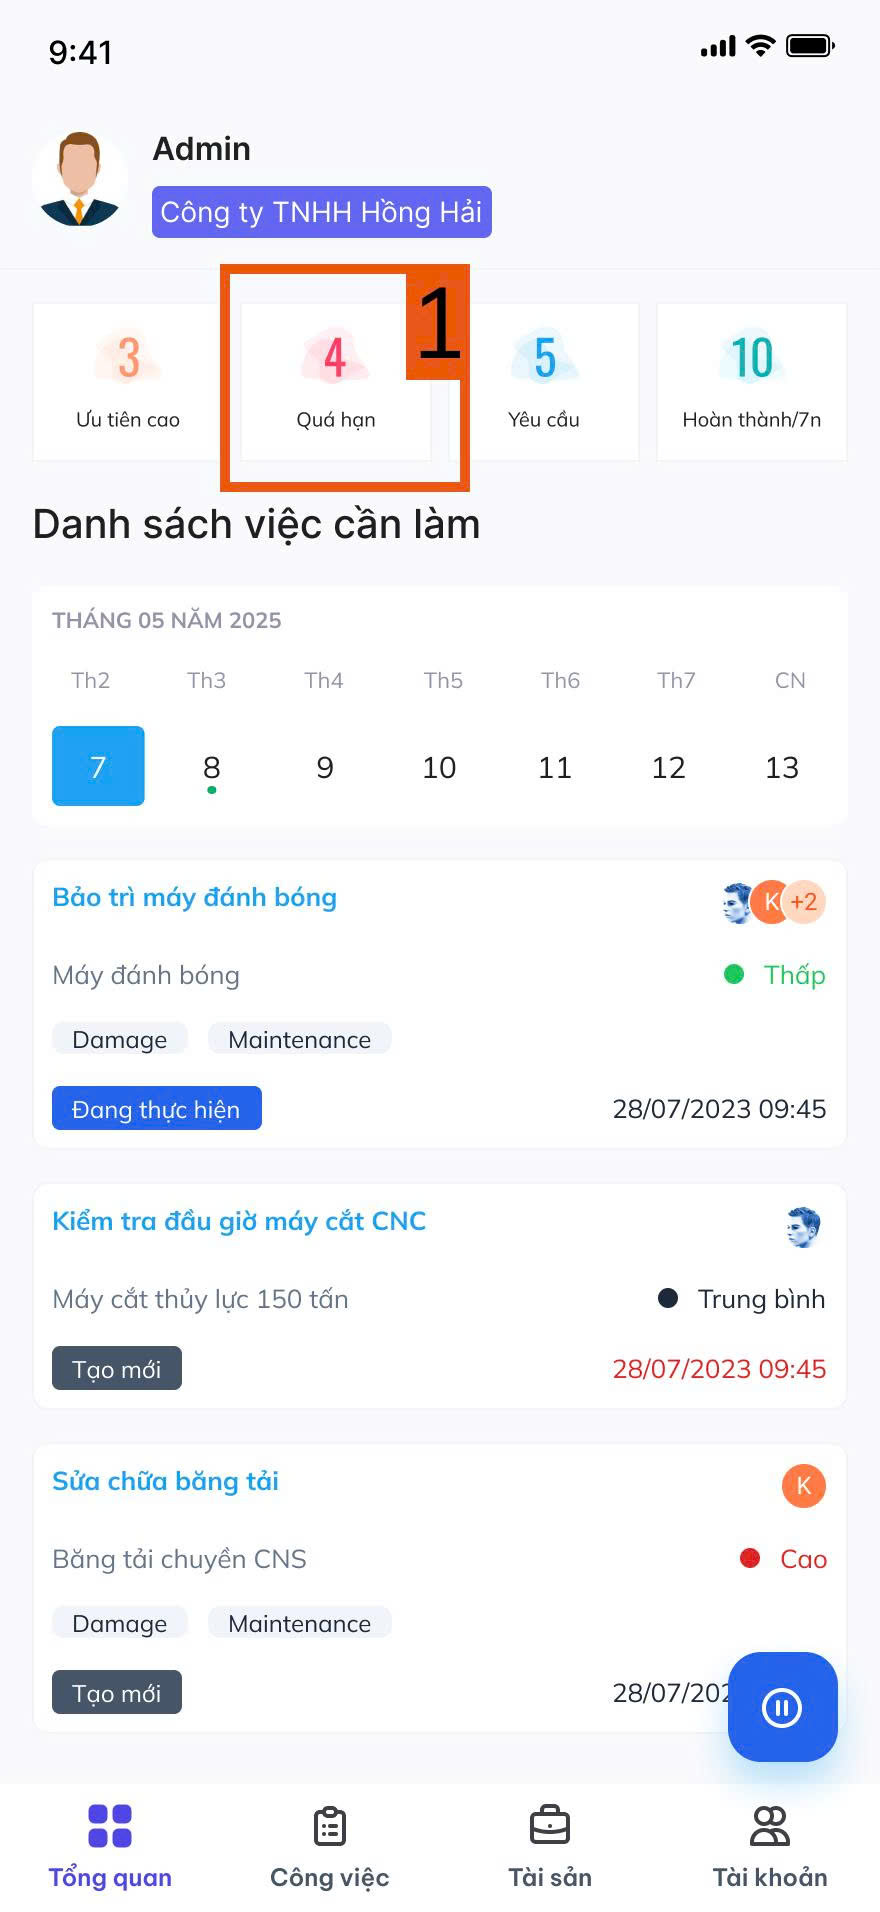 9:41
Admin
Công ty TNHH Hồng Hải
1
3 4 5 10
Ưu tiên cao Quá hạn Yêu cầu Hoàn thành/7n
Danh sách việc cần làm
THÁNG 05 NĂM 2025
Th2 Th3 Th4 Th5 Th6 Th7 CN
7 8 9 10 11 12 13
Bảo trì máy đánh bóng K +2
Máy đánh bóng Thấp
Damage Maintenance
Đang thực hiện 28/07/2023 09:45
Kiểm tra đầu giờ máy cắt CNC
Máy cắt thủy lực 150 tấn Trung bình
Tạo mới 28/07/2023 09:45
Sửa chữa băng tải K
Băng tải chuyền CNS Cao
Damage Maintenance
Tạo mới 28/07/202
Tổng quan Công việc Tài sản Tài khoản